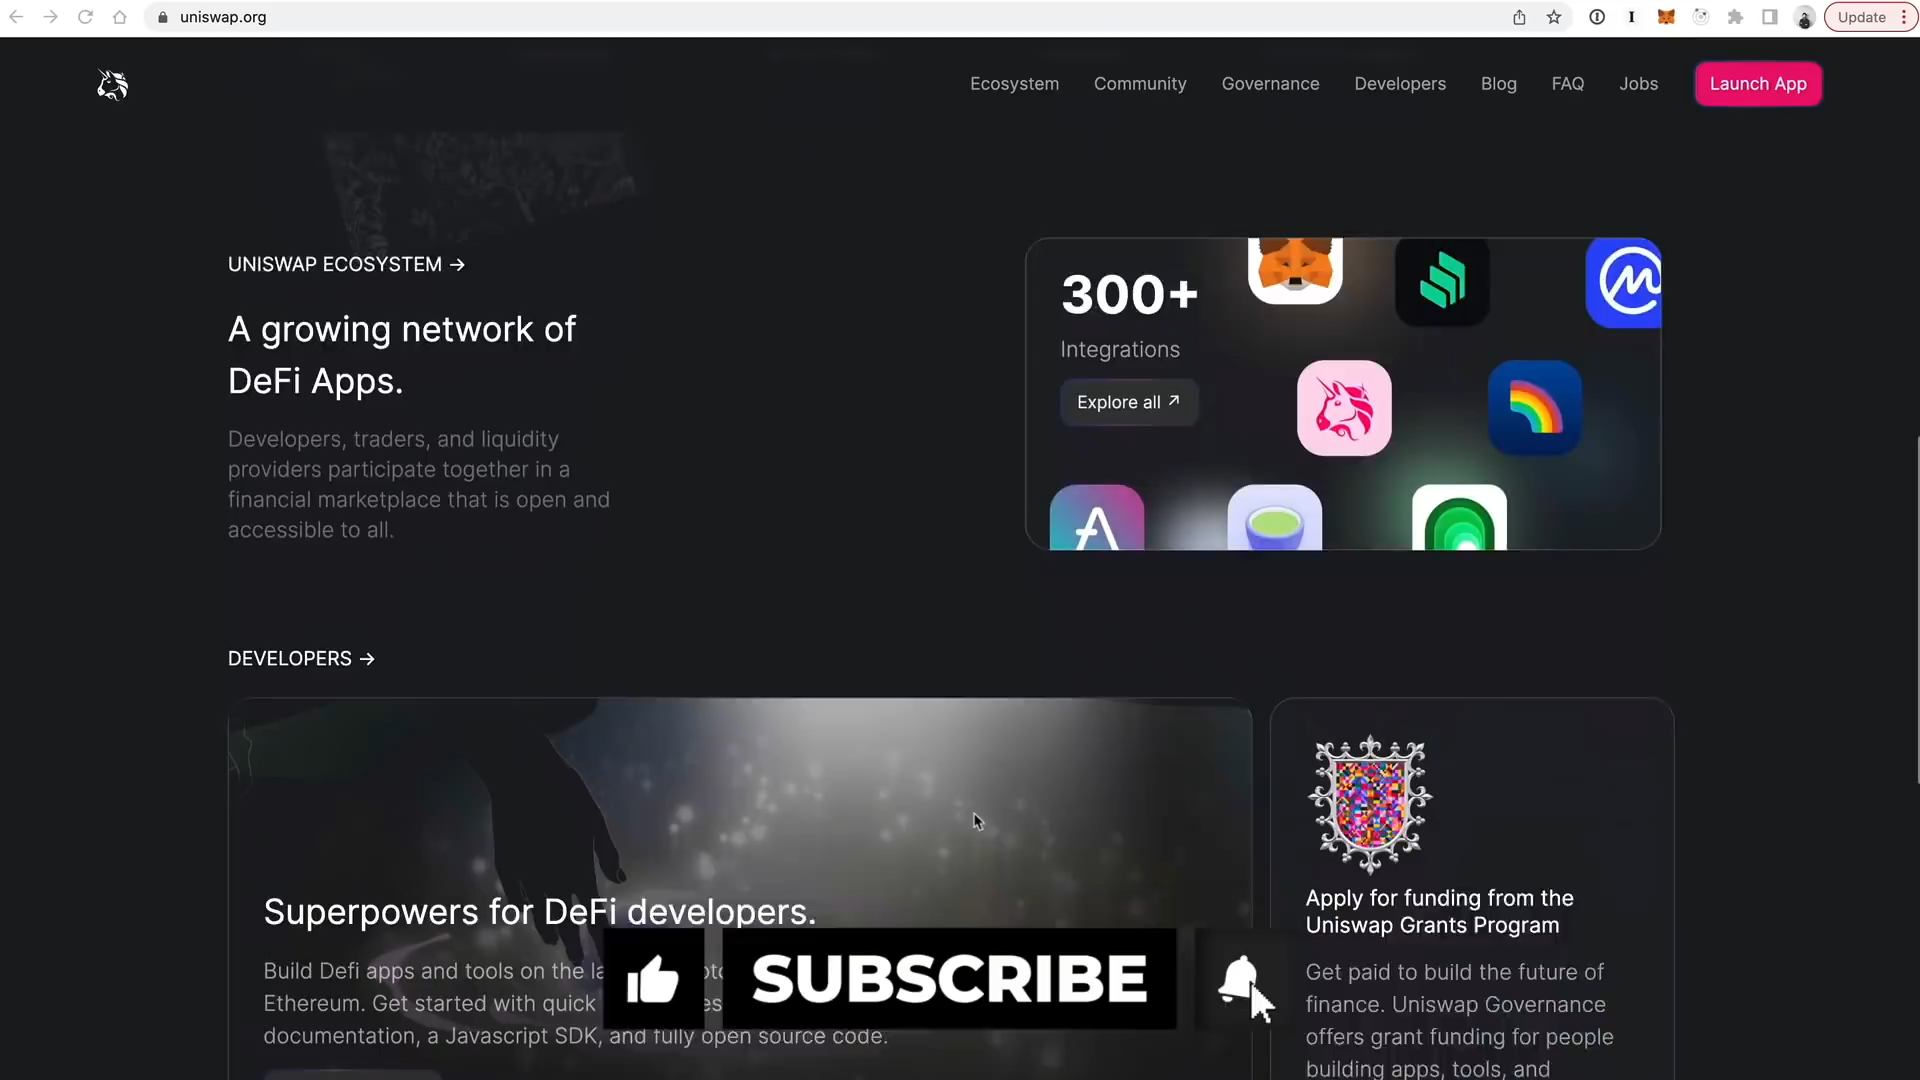 uniswap.org
Update
Ecosystem
Community
Governance
Developers
Blog
FAQ
Jobs
Launch App
UNISWAP ECOSYSTEM →
A growing network of
DeFi Apps.
Developers, traders, and liquidity
providers participate together in a
financial marketplace that is open and
accessible to all.
300+
Integrations
Explore all ↗
DEVELOPERS →
Superpowers for DeFi developers.
Build Defi apps and tools on the
Ethereum. Get started with quick
documentation, a Javascript SDK, and fully open source code.
SUBSCRIBE
Apply for funding from the
Uniswap Grants Program
Get paid to build the future of
finance. Uniswap Governance
offers grant funding for people
building apps, tools, and